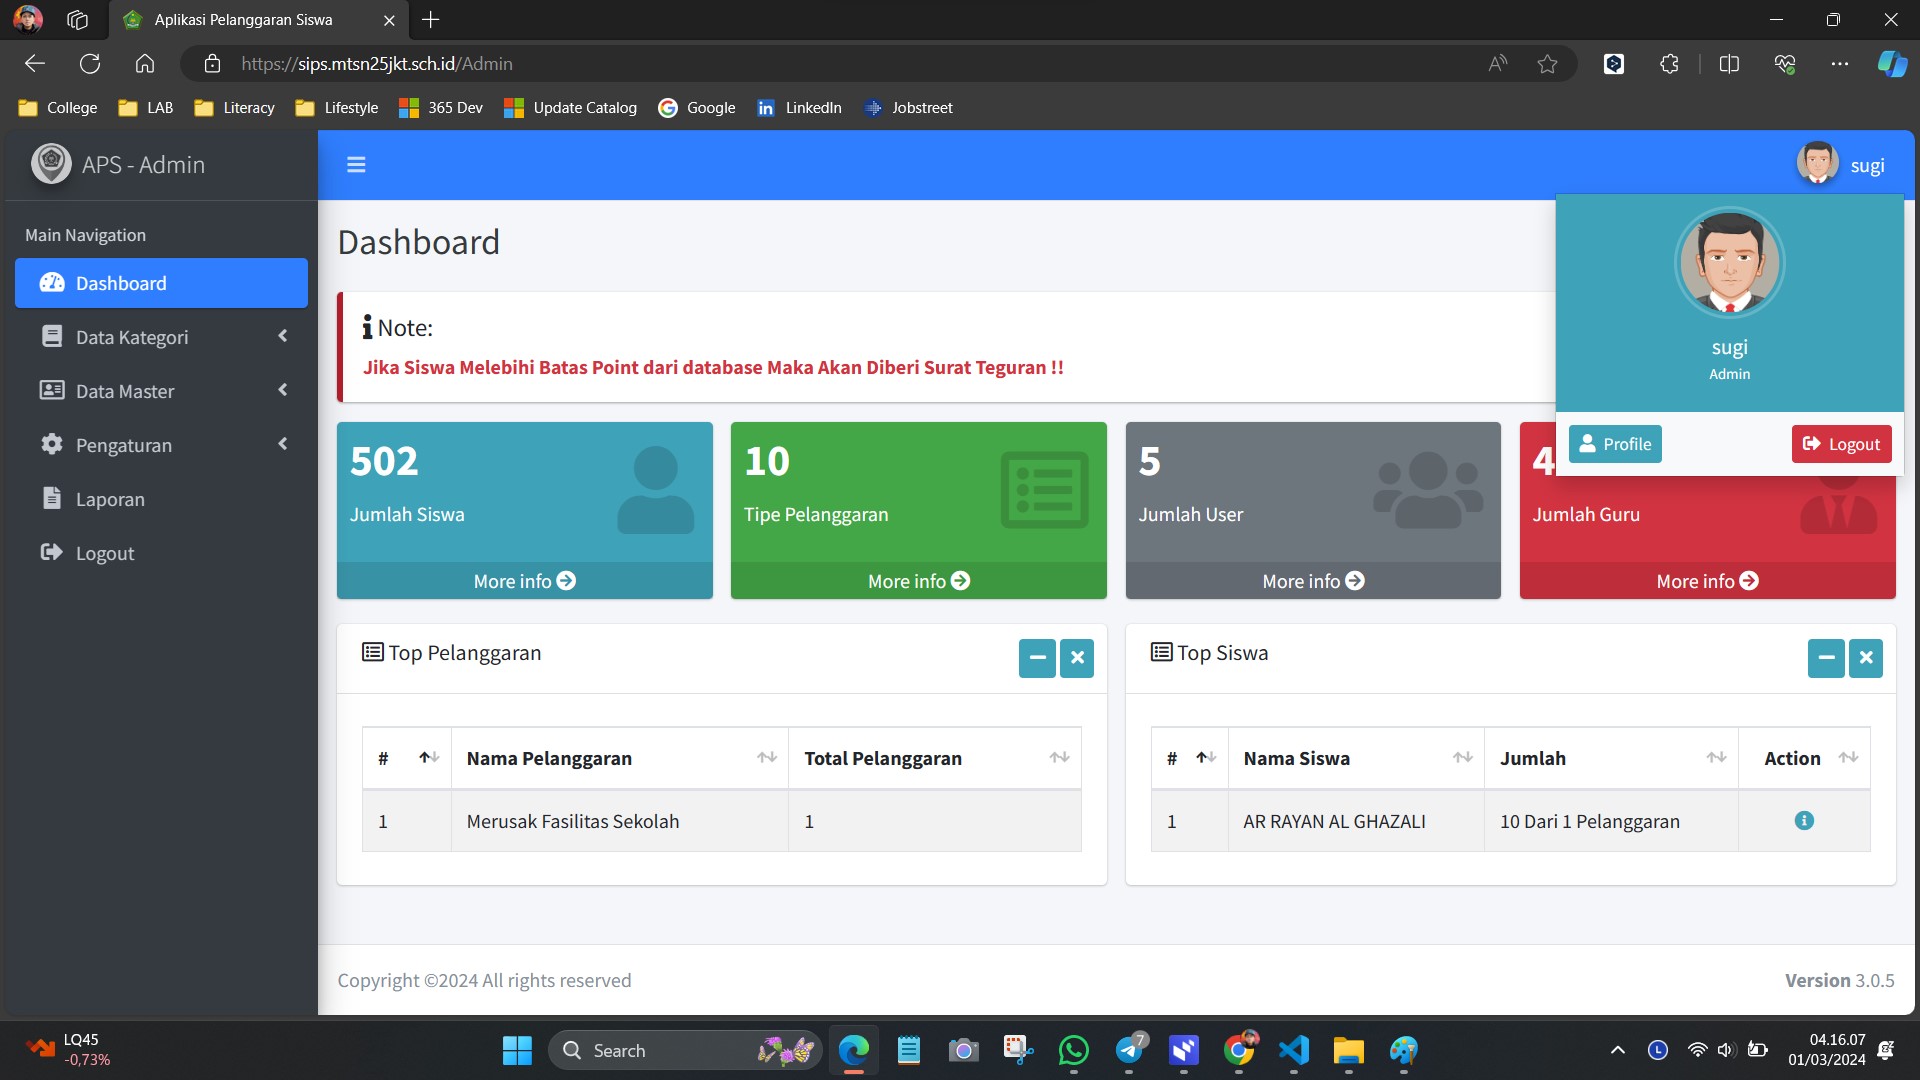 Aplikasi Pelanggaran Siswa
https://sips.mtsn25jkt.sch.id/Admin
College
LAB
Literacy
Lifestyle
365 Dev
Update Catalog
Google
LinkedIn
Jobstreet
APS - Admin
sugi
Main Navigation
Dashboard
Data Kategori
Data Master
Pengaturan
Laporan
Logout
Dashboard
Note:
Jika Siswa Melebihi Batas Point dari database Maka Akan Diberi Surat Teguran !!
sugi
Admin
Profile
Logout
502
Jumlah Siswa
More info
10
Tipe Pelanggaran
More info
5
Jumlah User
More info
4
Jumlah Guru
More info
Top Pelanggaran
# Nama Pelanggaran Total Pelanggaran
1 Merusak Fasilitas Sekolah 1
Top Siswa
# Nama Siswa Jumlah Action
1 AR RAYAN AL GHAZALI 10 Dari 1 Pelanggaran
Copyright ©2024 All rights reserved
Version 3.0.5
LQ45
-0,73%
Search
7
L
04.16.07
01/03/2024